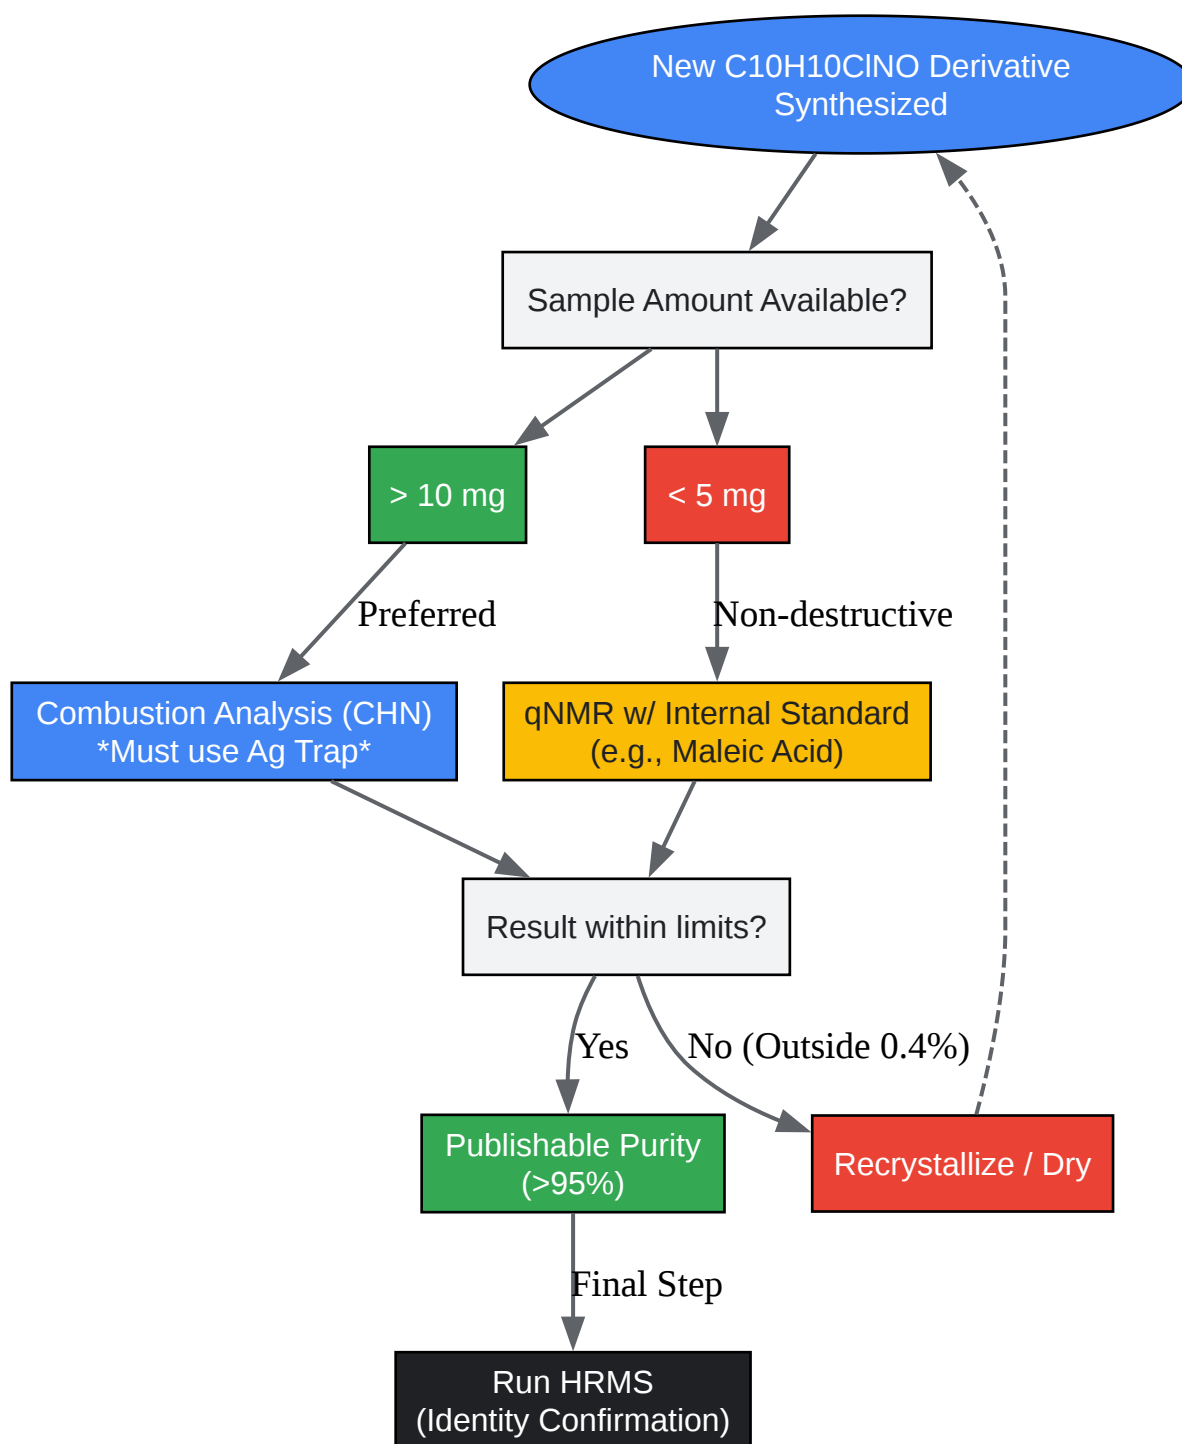 New C10H10ClNO Derivative
Synthesized
Sample Amount Available?
> 10 mg
< 5 mg
Preferred
Non-destructive
Combustion Analysis (CHN)
*Must use Ag Trap*
qNMR w/ Internal Standard
(e.g., Maleic Acid)
Result within limits?
Yes
No (Outside 0.4%)
Publishable Purity
(>95%)
Recrystallize / Dry
Final Step
Run HRMS
(Identity Confirmation)